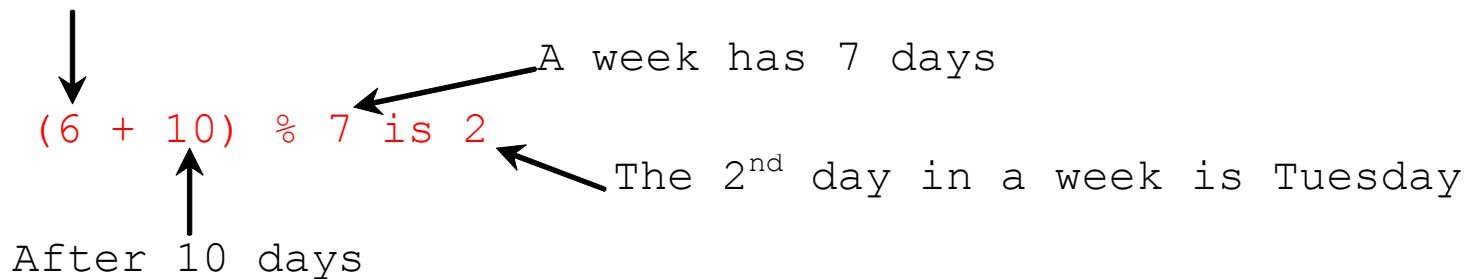 A week has 7 days
(6 + 10) % 7 is 2
The 2nd day in a week is Tuesday
After 10 days